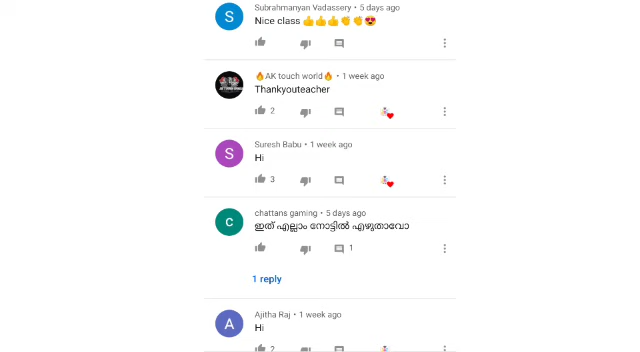 Subrahmanyan Vadassery • 5 days ago
Nice class 👍👍👍👏👏😍
🔥AK touch world🔥 • 1 week ago
Thankyouteacher
2
S
Suresh Babu • 1 week ago
Hi
3
c
chattans gaming • 5 days ago
ഇത് എല്ലാം നോട്ടിൽ എഴുതാവോ
1
1 reply
A
Ajitha Raj • 1 week ago
Hi
2